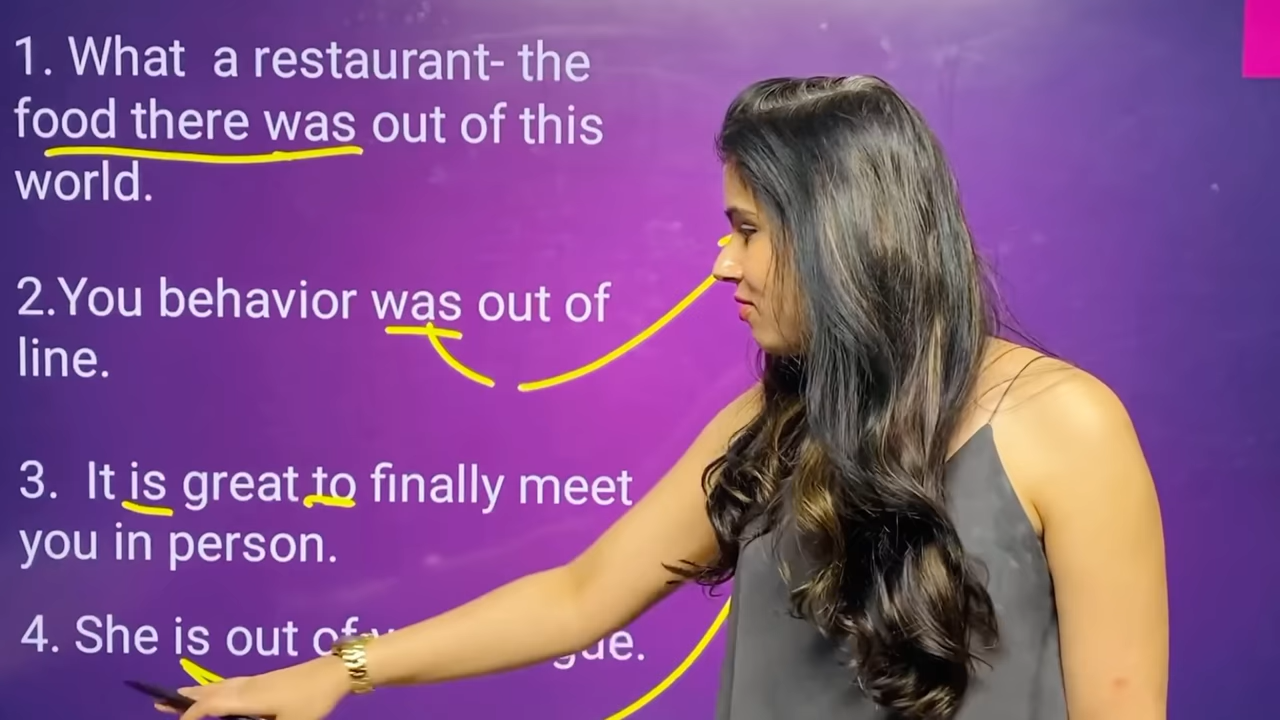 1. What a restaurant- the
food there was out of this
world.
2.You behavior was out of
line.
3. It is great to finally meet
you in person.
4. She is out of gue.